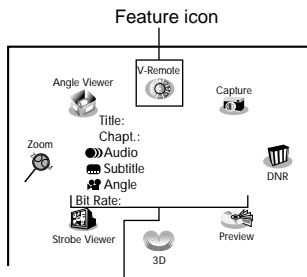 Feature icon
V-Remote
Angle Viewer
Capture
Title:
Chapt.:
Zoom
Audio
Subtitle
DNR
Angle
Bit Rate:
Strobe Viewer
Preview
3D